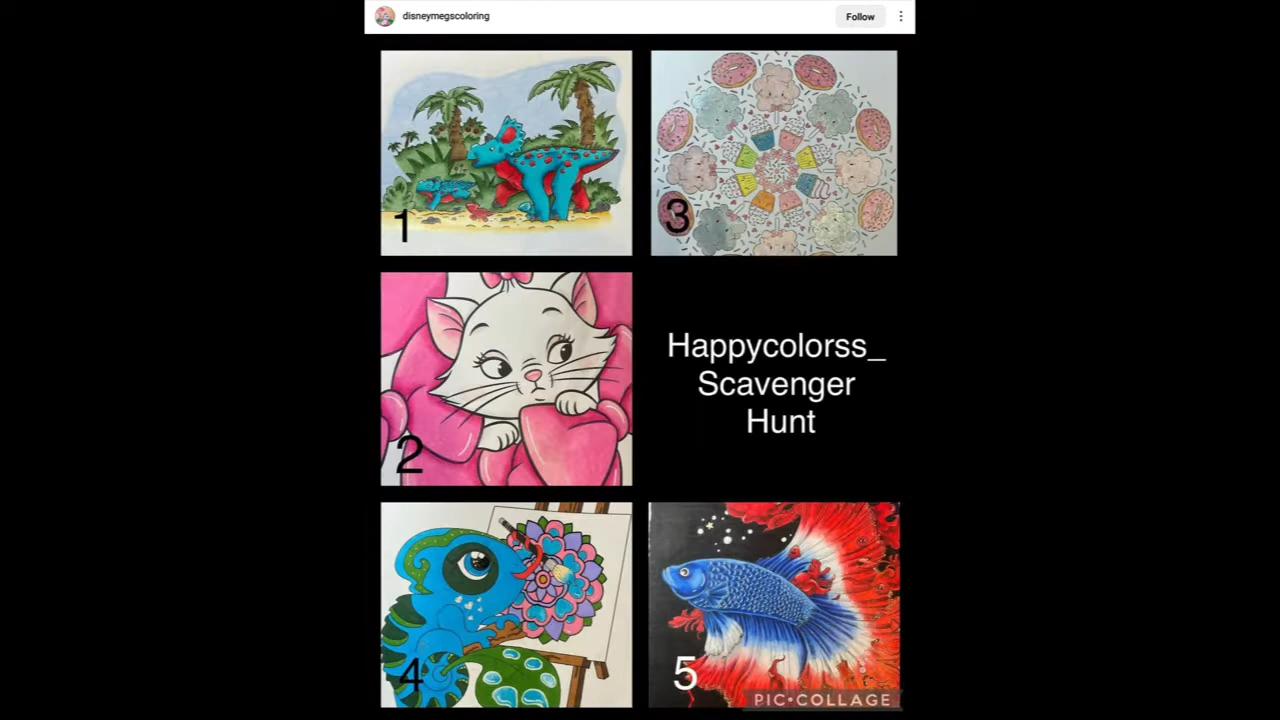 disneymegscoloring
Follow
1
3
2
Happycolorss_
Scavenger
Hunt
4
5
PIC•COLLAGE